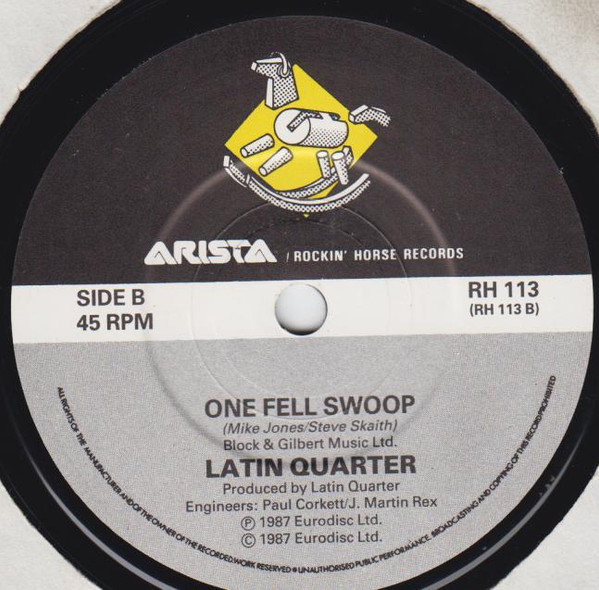 ARISTA / ROCKIN' HORSE RECORDS
SIDE B
45 RPM
RH 113
(RH 113 B)
ONE FELL SWOOP
(Mike Jones/Steve Skaith)
Block & Gilbert Music Ltd.
LATIN QUARTER
Produced by Latin Quarter
Engineers: Paul Corkett/J. Martin Rex
Ⓟ 1987 Eurodisc Ltd.
© 1987 Eurodisc Ltd.
ALL RIGHTS OF THE MANUFACTURER AND OF THE OWNER OF THE RECORDED WORK RESERVED • UNAUTHORISED PUBLIC PERFORMANCE, BROADCASTING AND COPYING OF THIS RECORD PROHIBITED